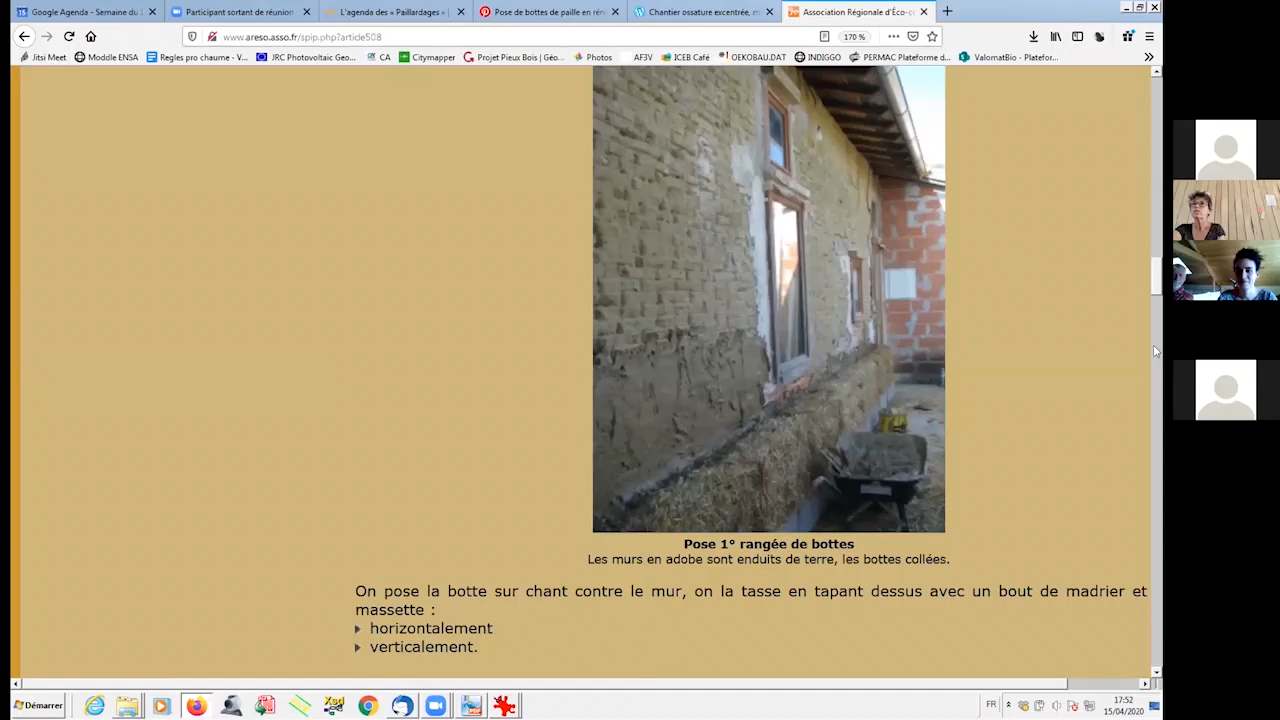 Google Agenda - Semaine du
Participant sortant de réunion
L'agenda des « Paillardages »
Pose de bottes de paille en rén
Chantier ossature excentrée, m
Association Régionale d'Éco-c
www.areso.asso.fr/spip.php?article508
170 %
Jitsi Meet
Moddle ENSA
Regles pro chaume - V...
JRC Photovoltaic Geo...
CA
Citymapper
Projet Pieux Bois | Géo...
Photos
AF3V
ICEB Café
OEKOBAU.DAT
INDIGGO
PERMAC Plateforme d...
ValomatBio - Platefor...
Pose 1° rangée de bottes
Les murs en adobe sont enduits de terre, les bottes collées.
On pose la botte sur chant contre le mur, on la tasse en tapant dessus avec un bout de madrier et
massette :
horizontalement
verticalement.
Démarrer
FR
17:52
15/04/2020